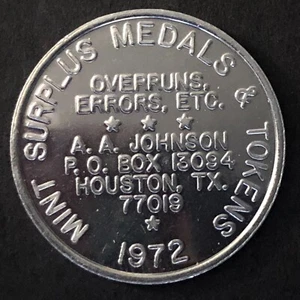 MINT SURPLUS MEDALS & TOKENS
OVERRUNS,
ERRORS, ETC.
A. A. JOHNSON
P. O. BOX 13094
HOUSTON, TX.
77019
1972